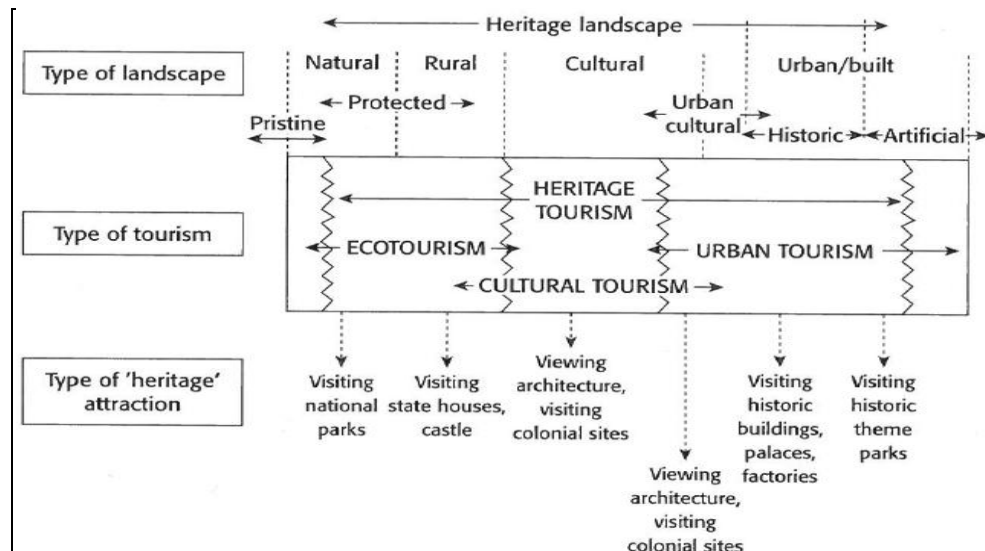 Heritage landscape
Type of landscape
Natural
Rural
Cultural
Urban/built
Protected
Urban
cultural
Pristine
Historic
Artificial
HERITAGE
TOURISM
Type of tourism
ECOTOURISM
URBAN TOURISM
CULTURAL TOURISM
Type of 'heritage'
attraction
Visiting
national
parks
Visiting
state houses,
castle
Viewing
architecture,
visiting
colonial sites
Viewing
architecture,
visiting
colonial sites
Visiting
historic
buildings,
palaces,
factories
Visiting
historic
theme
parks